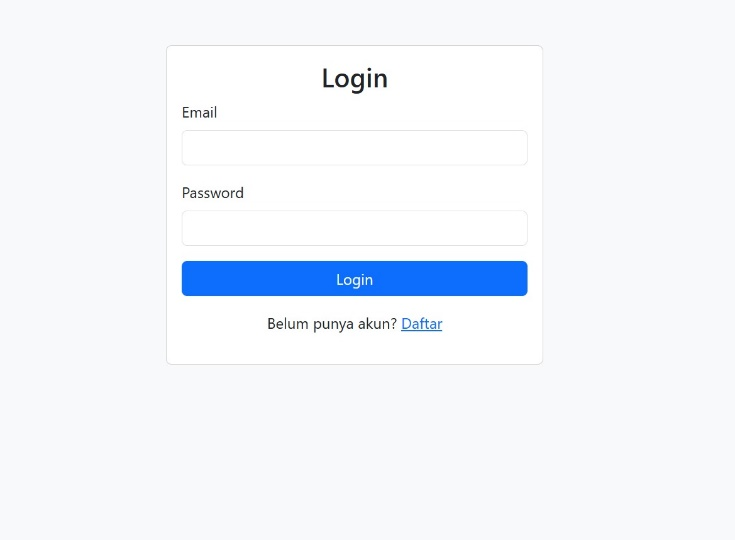 Login
Email
Password
Login
Belum punya akun? Daftar